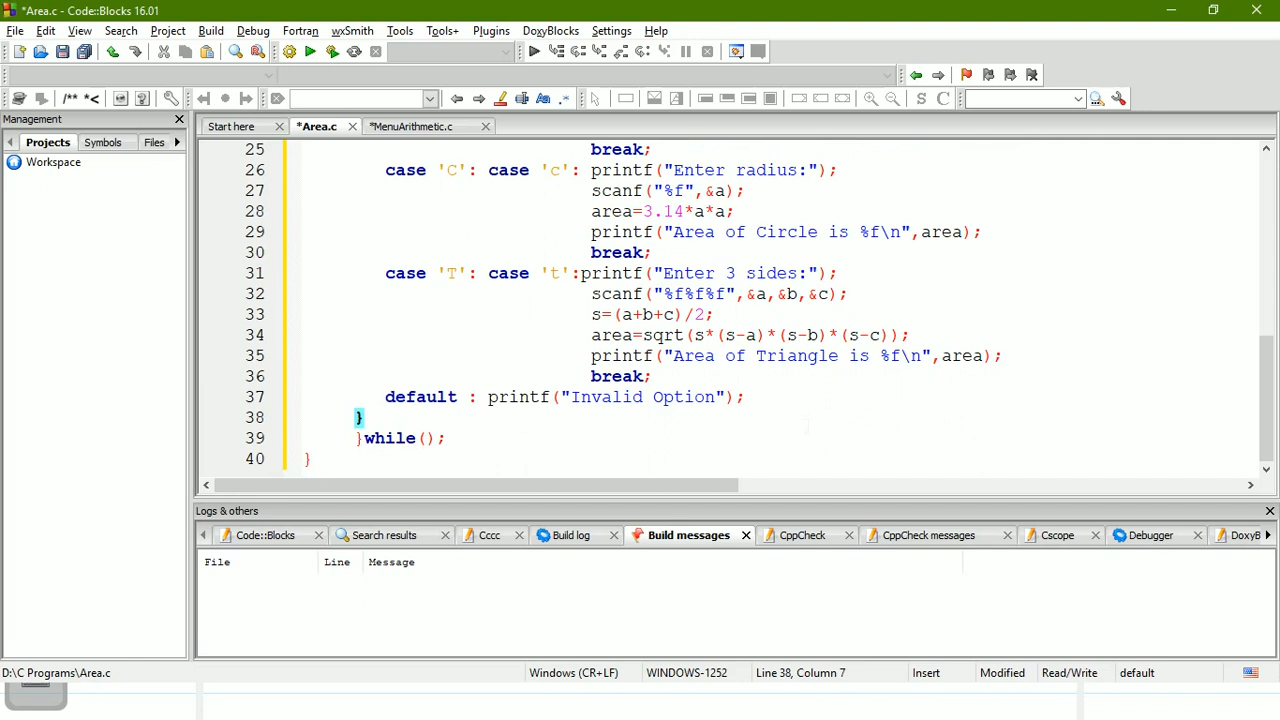 *Area.c - Code::Blocks 16.01
File Edit View Search Project Build Debug Fortran wxSmith Tools Tools+ Plugins DoxyBlocks Settings Help
/** *< S C
Management
Start here *Area.c *MenuArithmetic.c
Projects Symbols Files
Workspace
25 break;
26 case 'C': case 'c': printf("Enter radius:");
27 scanf("%f",&a);
28 area=3.14*a*a;
29 printf("Area of Circle is %f\n",area);
30 break;
31 case 'T': case 't':printf("Enter 3 sides:");
32 scanf("%f%f%f",&a,&b,&c);
33 s=(a+b+c)/2;
34 area=sqrt(s*(s-a)*(s-b)*(s-c));
35 printf("Area of Triangle is %f\n",area);
36 break;
37 default : printf("Invalid Option");
38 }
39 }while();
40 }
Logs & others
Code::Blocks Search results Cccc Build log Build messages CppCheck CppCheck messages Cscope Debugger DoxyB
File Line Message
D:\C Programs\Area.c Windows (CR+LF) WINDOWS-1252 Line 38, Column 7 Insert Modified Read/Write default